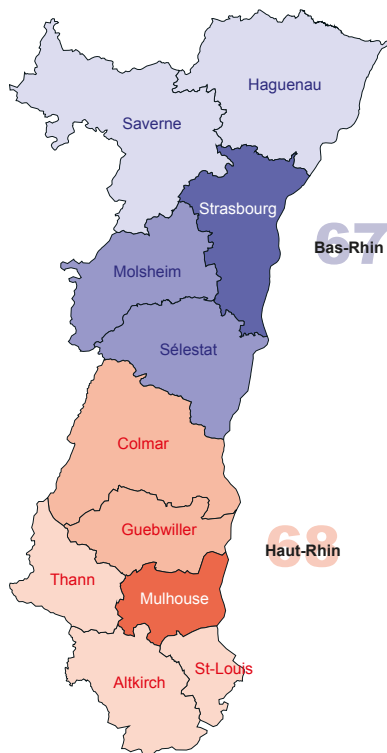 Haguenau
Saverne
Strasbourg
67
Bas-Rhin
Molsheim
Sélestat
Colmar
Guebwiller
68
Haut-Rhin
Thann
Mulhouse
St-Louis
Altkirch